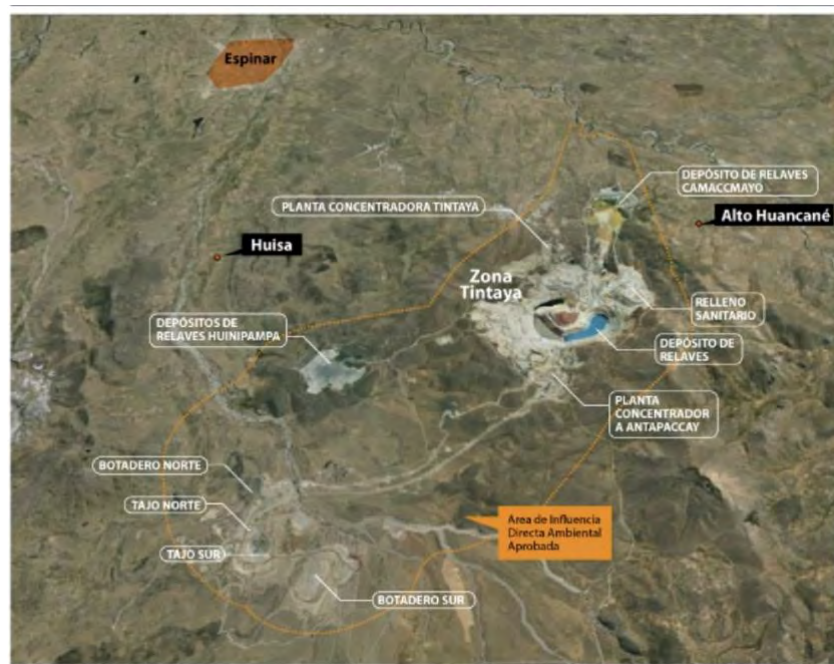 Espinar
DEPÓSITO DE RELAVES
CAMACCMAYO
PLANTA CONCENTRADORA TINTAYA
Alto Huancané
Huisa
Zona
Tintaya
RELLENO
SANITARIO
DEPÓSITOS DE
RELAVES HUINIPAMPA
DEPÓSITO DE
RELAVES
PLANTA
CONCENTRADOR
A ANTAPACCAY
BOTADERO NORTE
TAJO NORTE
Area de Influencia
Directa Ambiental
Aprobada
TAJO SUR
BOTADERO SUR